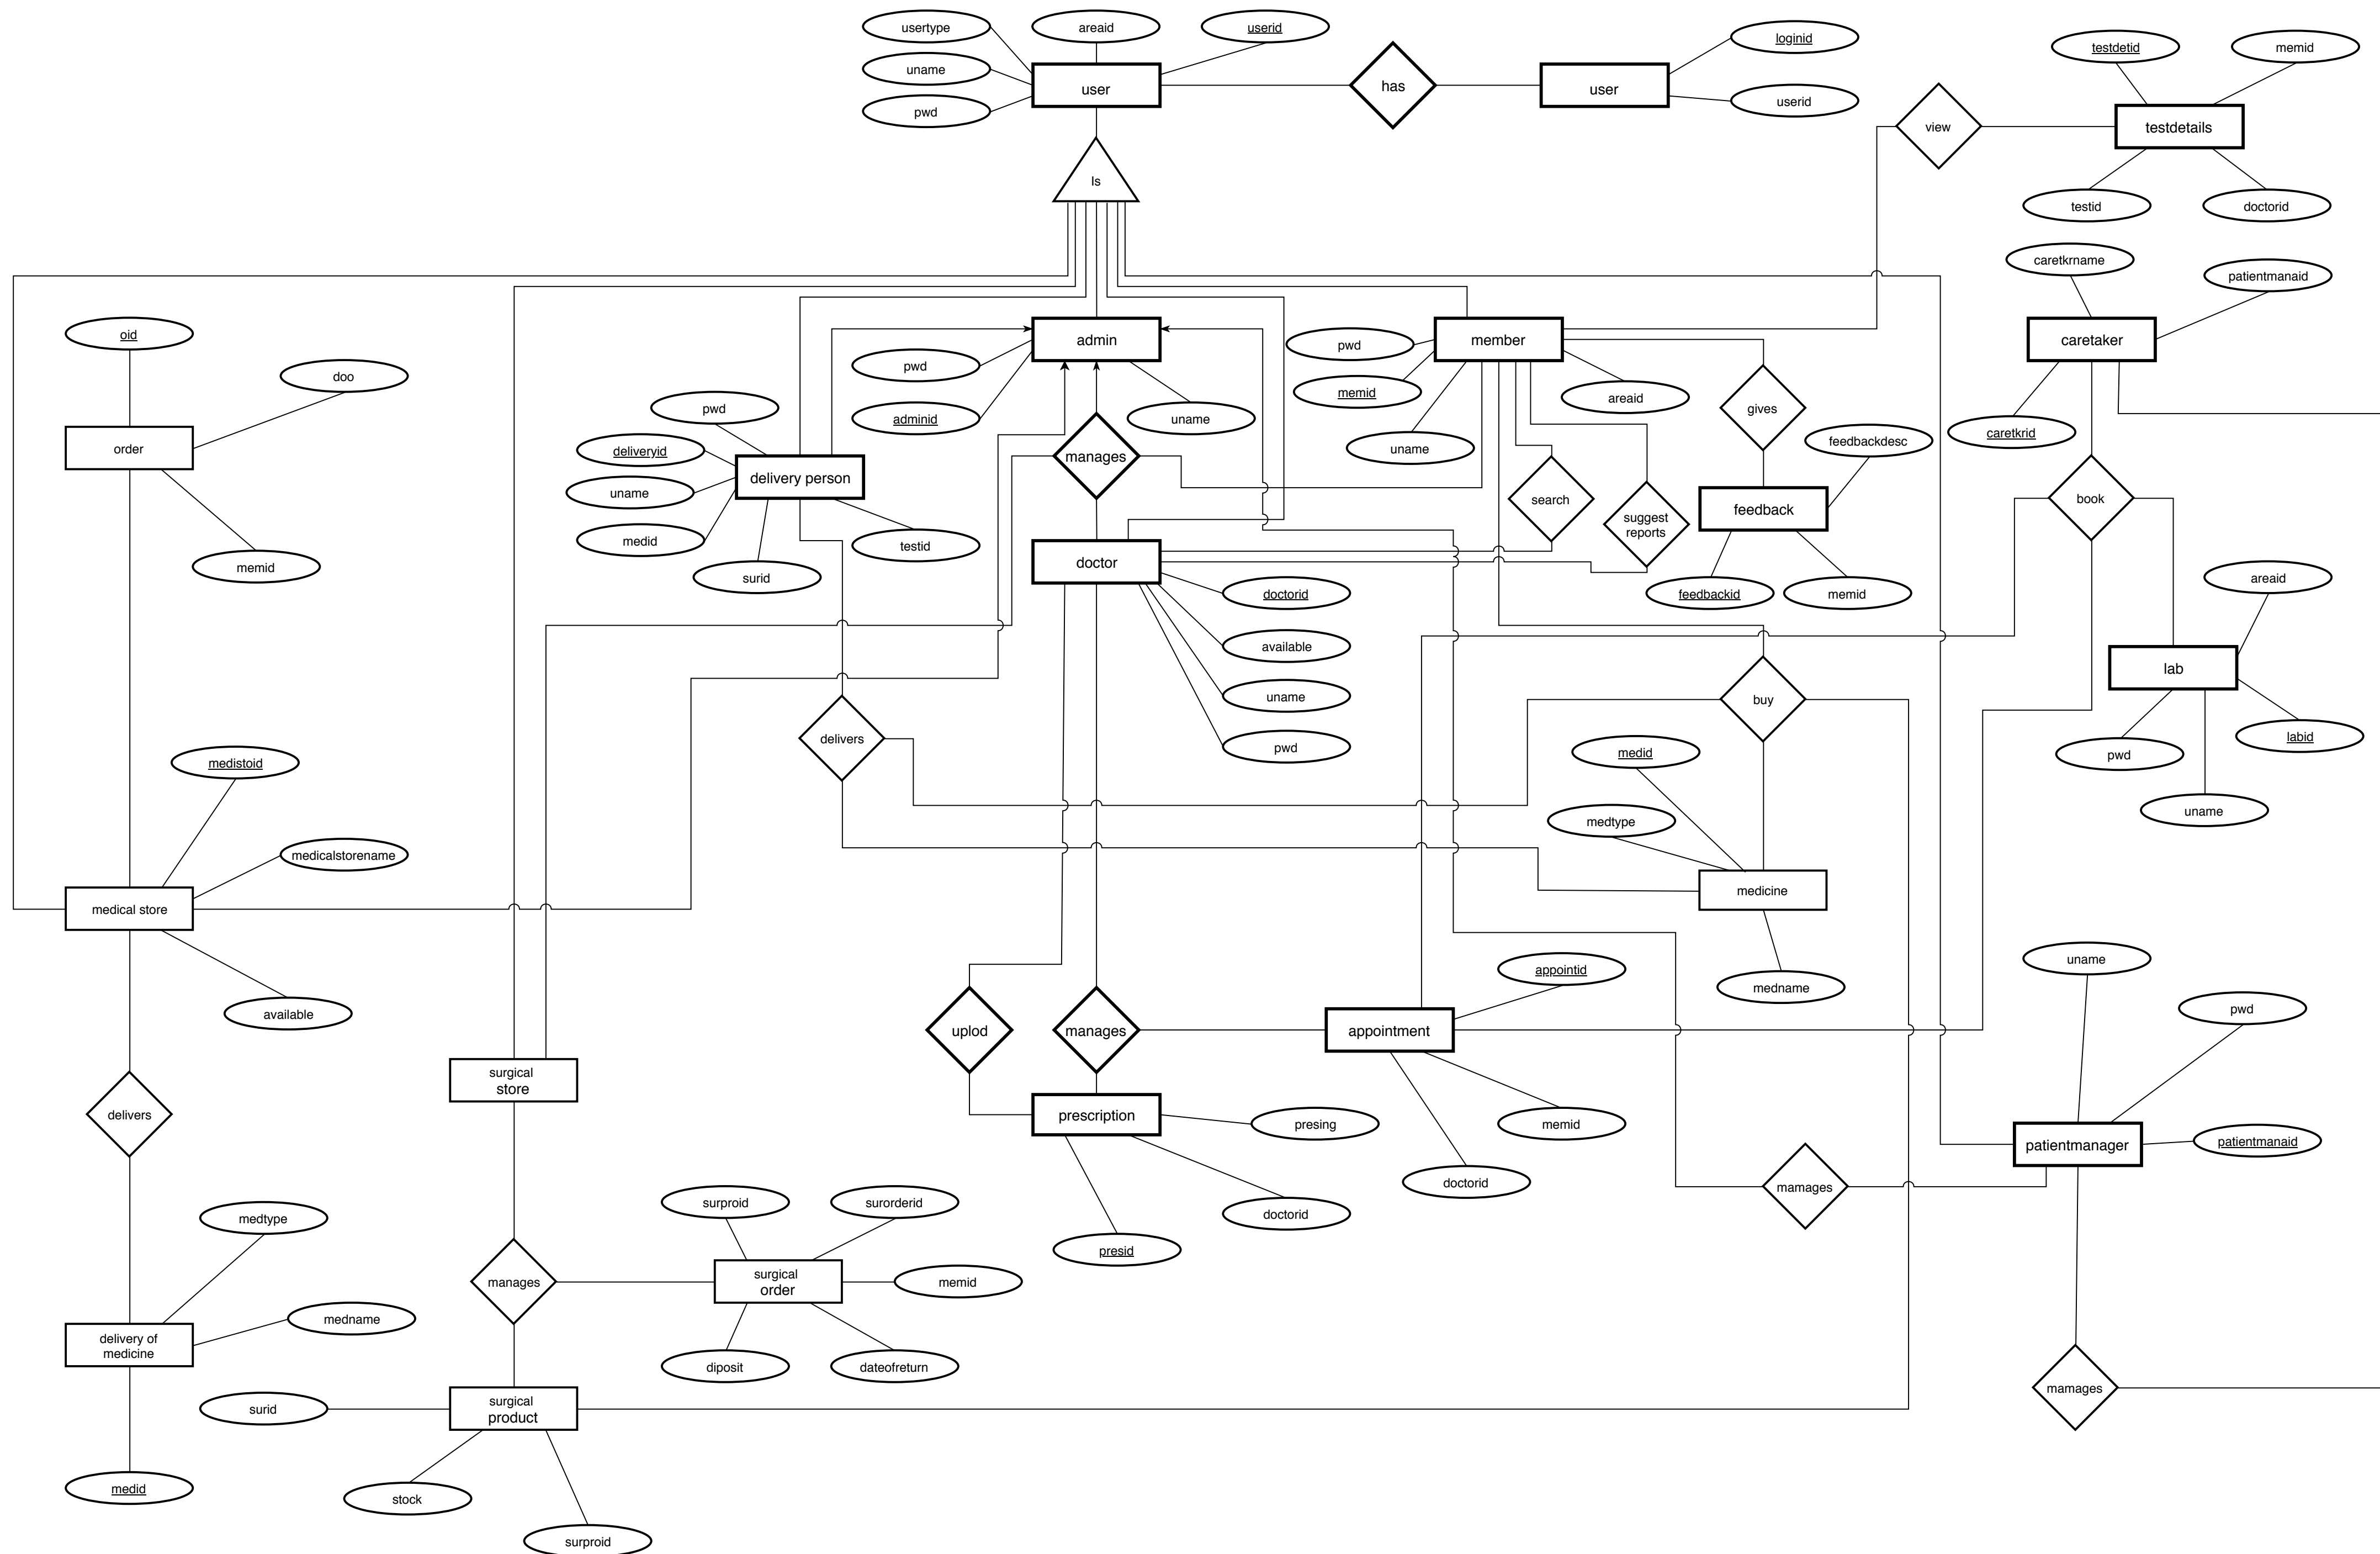 usertype
areaid
userid
uname
user
pwd
has
loginid
user
userid
testdetid
memid
view
testdetails
testid
doctorid
Is
caretkrname
patientmanaid
caretaker
caretkrid
oid
doo
order
memid
admin
pwd
adminid
uname
pwd
deliveryid
uname
delivery person
medid
surid
testid
manages
member
pwd
memid
uname
areaid
gives
feedbackdesc
search
suggest
reports
feedback
feedbackid
memid
book
doctor
doctorid
available
uname
pwd
areaid
lab
labid
pwd
uname
buy
delivers
medid
medtype
medicine
medname
medistoid
medicalstorename
medical store
available
uplod
manages
appointid
appointment
memid
doctorid
prescription
presing
doctorid
presid
uname
pwd
patientmanager
patientmanaid
mamages
mamages
surgical
store
delivers
medtype
medname
delivery of
medicine
medid
manages
surproid
surorderid
surgical
order
memid
diposit
dateofreturn
surid
surgical
product
stock
surproid